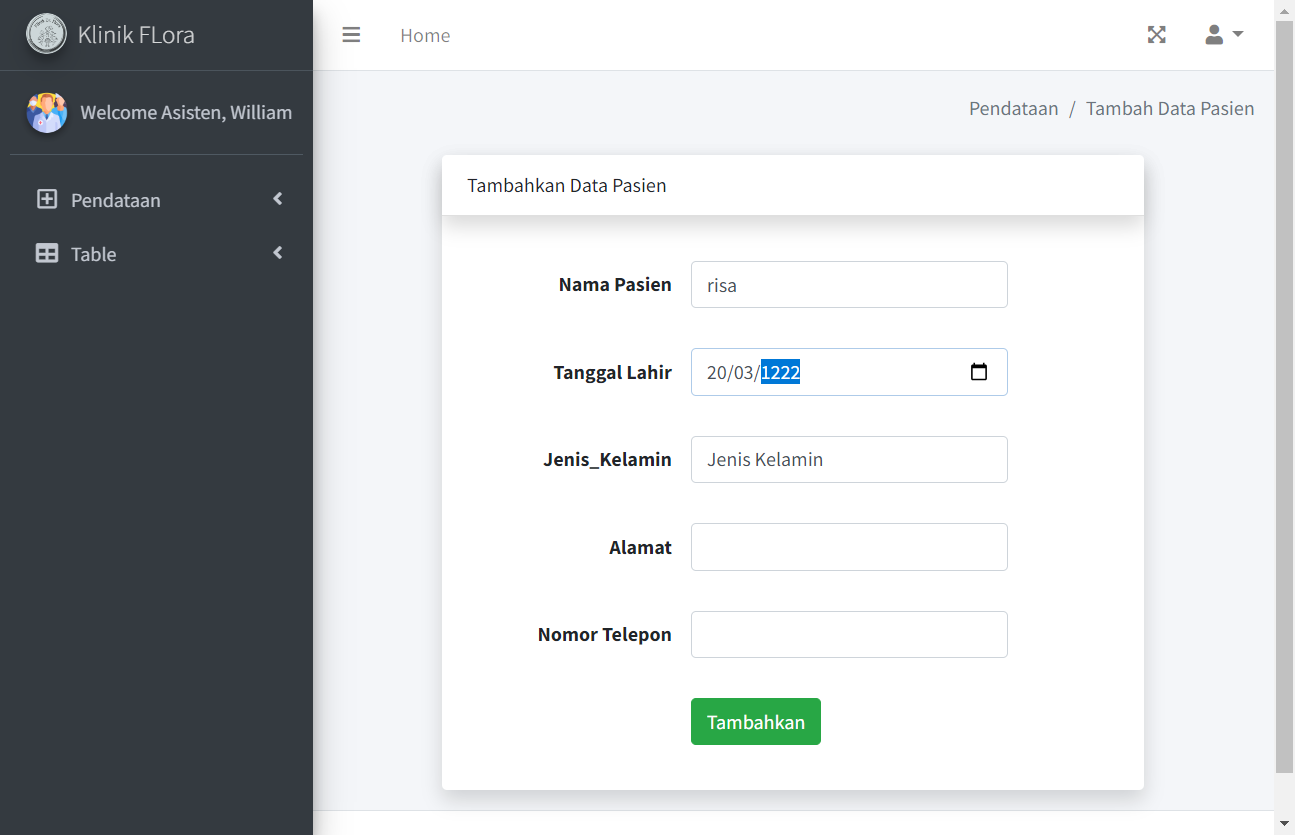 Klinik FLora
Home
Welcome Asisten, William
Pendataan / Tambah Data Pasien
Pendataan
Table
Tambahkan Data Pasien
Nama Pasien risa
Tanggal Lahir 20/03/1222
Jenis_Kelamin Jenis Kelamin
Alamat
Nomor Telepon
Tambahkan